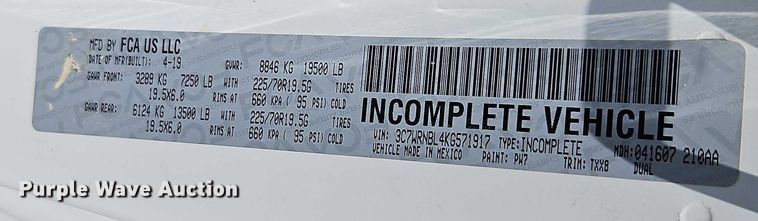 MFD BY FCA US LLC
DATE OF MFR(BUILT): 4-19 GVWR: 8846 KG 19500 LB
GAWR FRONT: 3289 KG 7250 LB WITH 225/70R19.5G
19.5X6.0 RIMS AT 660 KPA ( 95 PSI) COLD
GAWR REAR: 6124 KG 13500 LB WITH 225/70R19.5G
19.5X6.0 RIMS AT 660 KPA ( 95 PSI) COLD
INCOMPLETE VEHICLE
VIN: 3C7WRNBL4KG571917 TYPE:INCOMPLETE MDH:041607 210AA
MADE IN MEXICO PAINT: PW7 TRIM: TXX8 DUAL
Purple Wave Auction